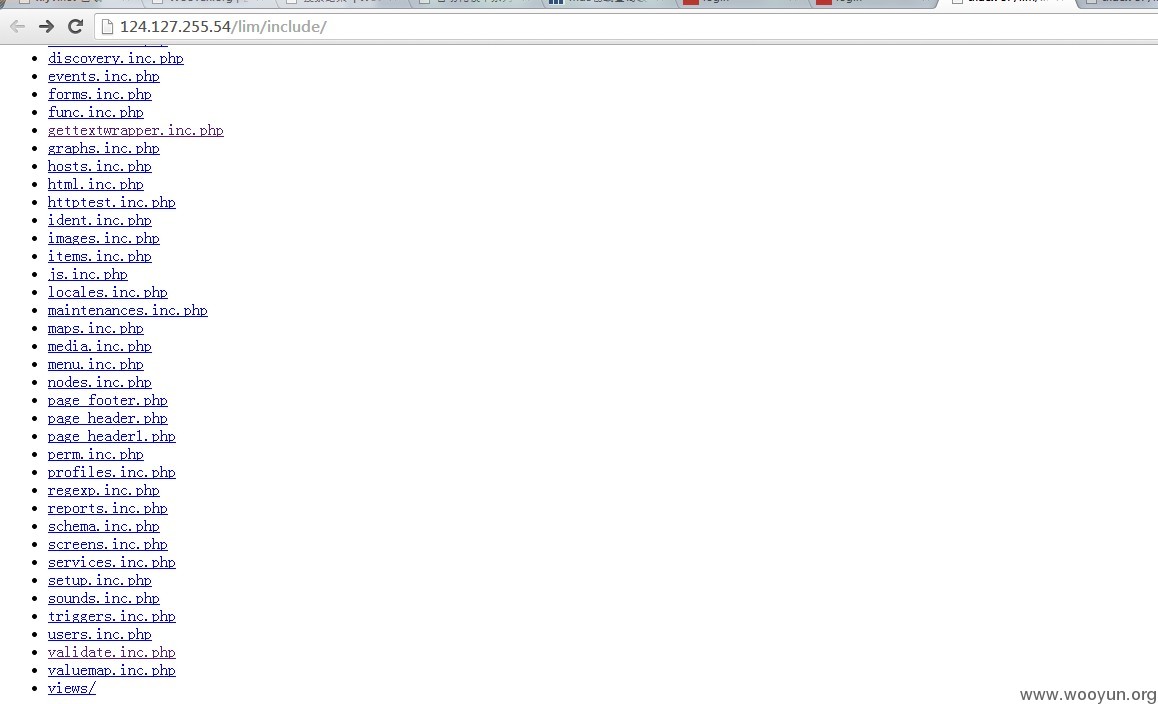 124.127.255.54/lim/include/
discovery.inc.php
events.inc.php
forms.inc.php
func.inc.php
gettextwrapper.inc.php
graphs.inc.php
hosts.inc.php
html.inc.php
httptest.inc.php
ident.inc.php
images.inc.php
items.inc.php
js.inc.php
locales.inc.php
maintenances.inc.php
maps.inc.php
media.inc.php
menu.inc.php
nodes.inc.php
page_footer.php
page_header.php
page_header1.php
perm.inc.php
profiles.inc.php
regexp.inc.php
reports.inc.php
schema.inc.php
screens.inc.php
services.inc.php
setup.inc.php
sounds.inc.php
triggers.inc.php
users.inc.php
validate.inc.php
valuemap.inc.php
views/
www.wooyun.org